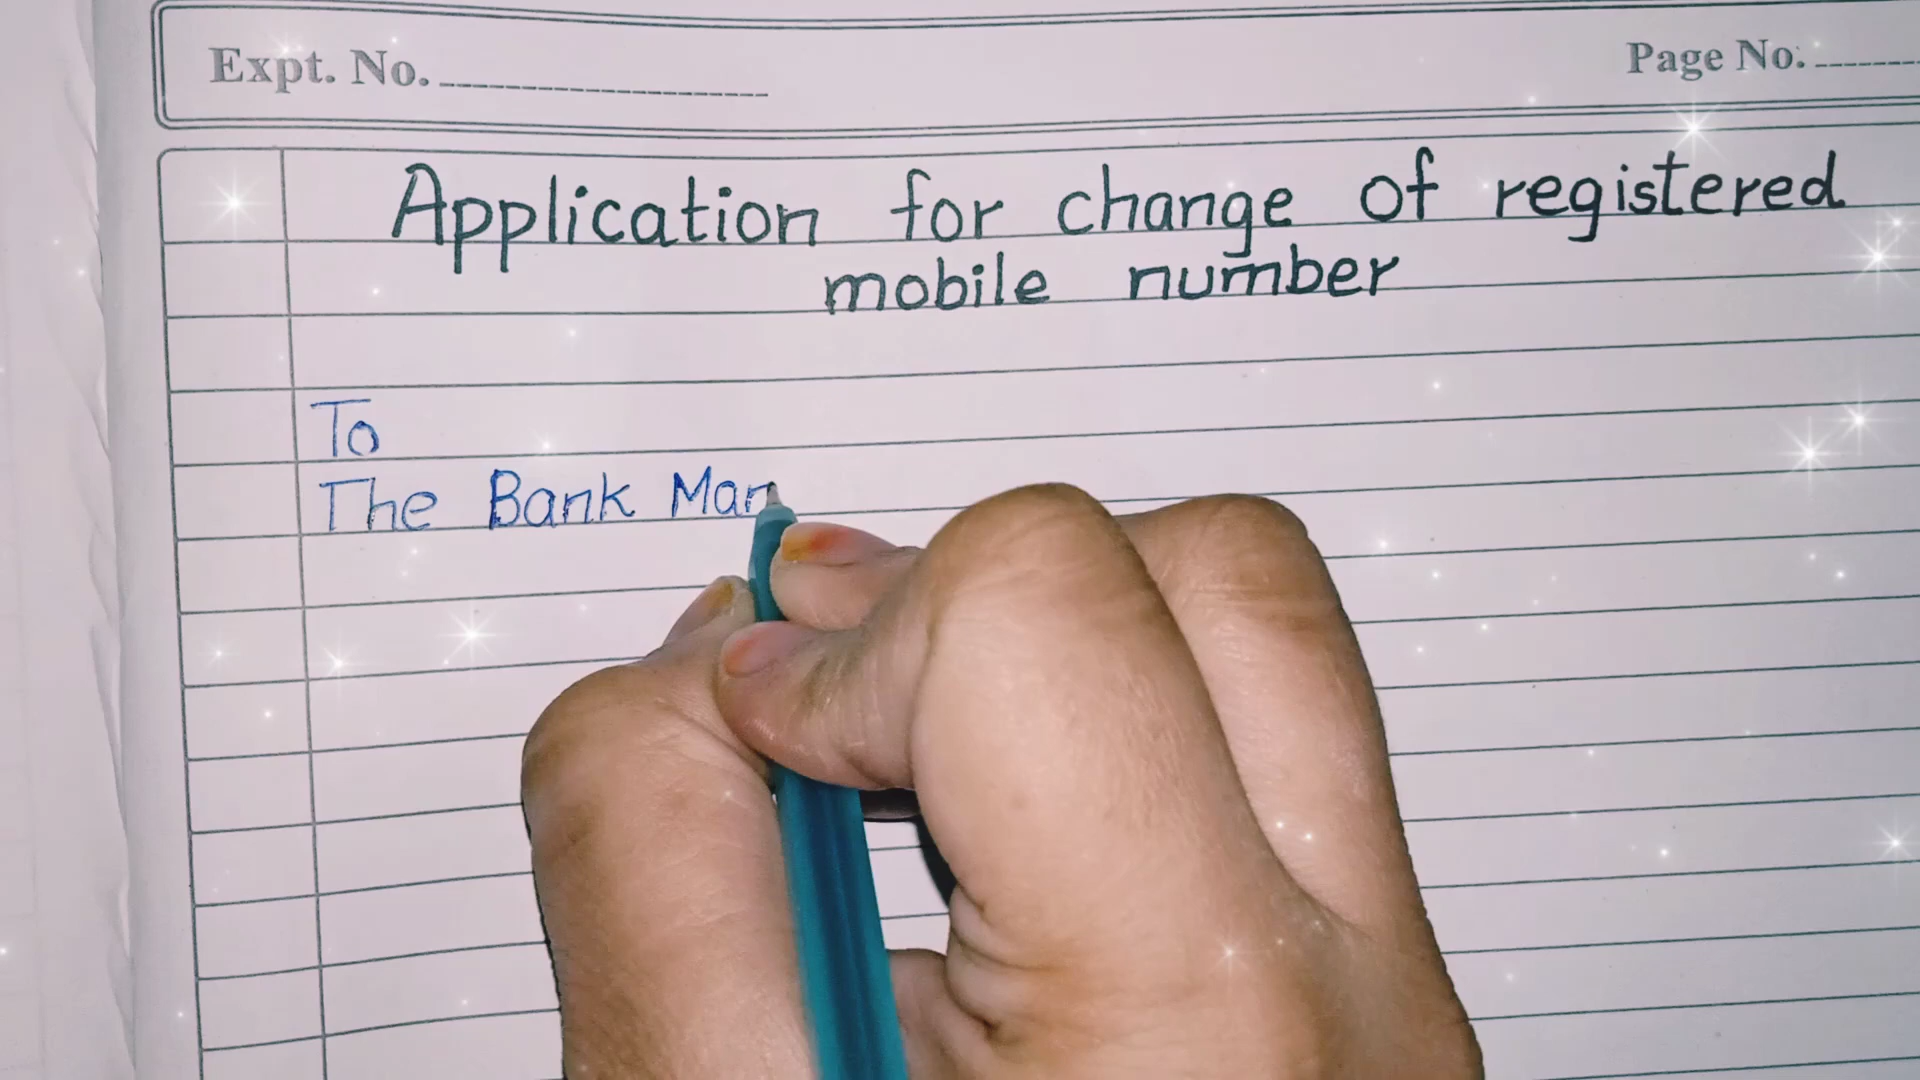 Expt. No.
Page No.
Application for change of registered
mobile number
To
The Bank Man